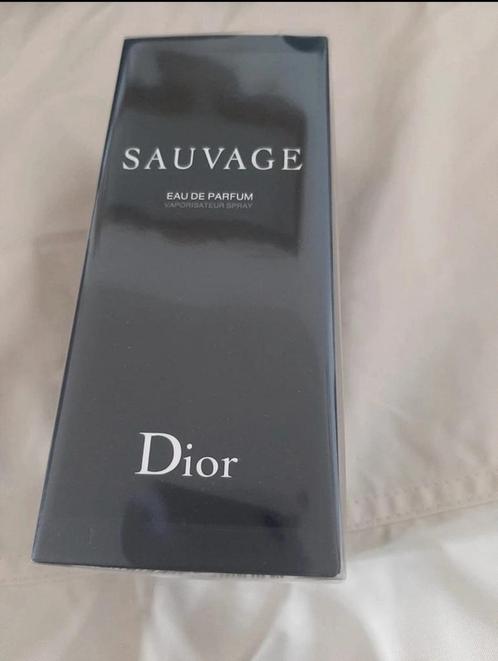 SAUVAGE
EAU DE PARFUM
VAPORISATEUR SPRAY
Dior